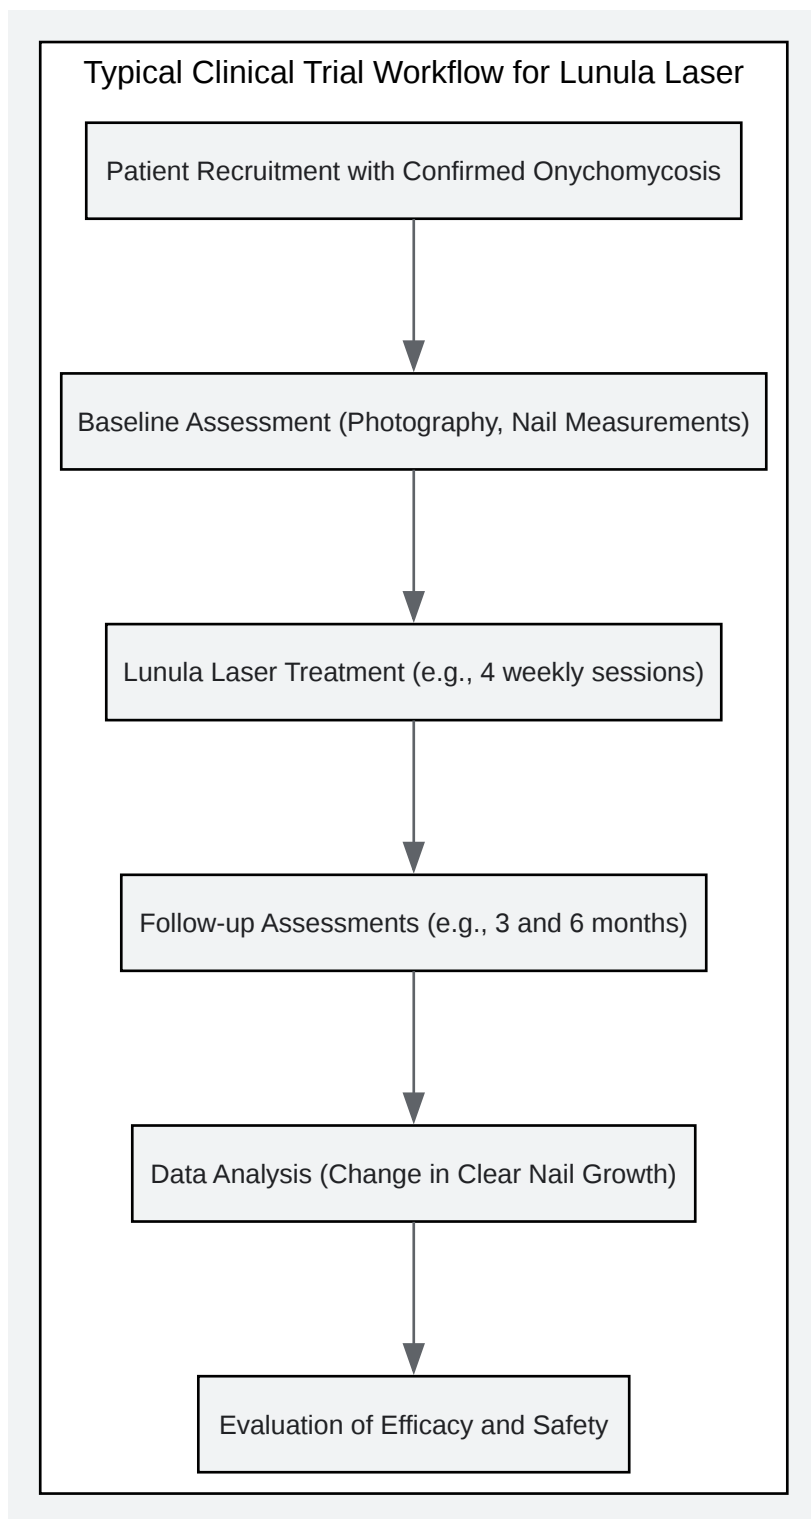 Typical Clinical Trial Workflow for Lunula Laser
Patient Recruitment with Confirmed Onychomycosis
Baseline Assessment (Photography, Nail Measurements)
Lunula Laser Treatment (e.g., 4 weekly sessions)
Follow-up Assessments (e.g., 3 and 6 months)
Data Analysis (Change in Clear Nail Growth)
Evaluation of Efficacy and Safety